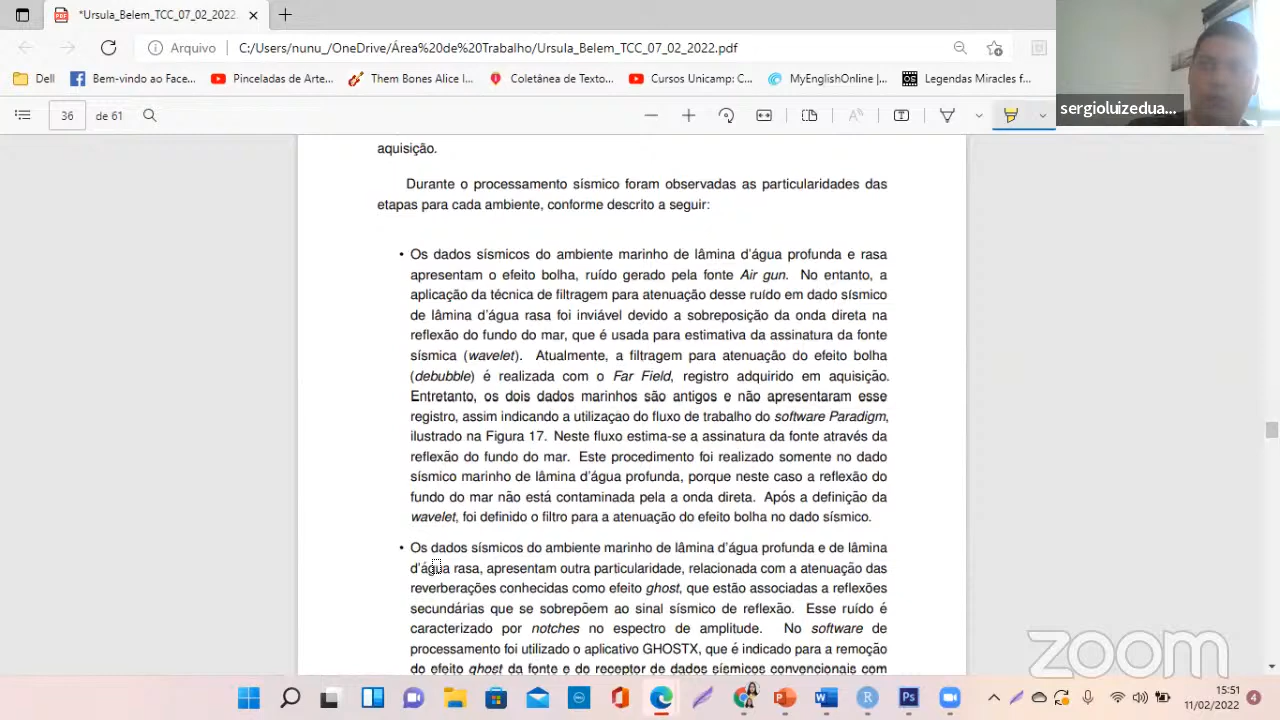 *Ursula_Belem_TCC_07_02_2022.
Arquivo C:/Users/nunu_/OneDrive/Área%20de%20Trabalho/Ursula_Belem_TCC_07_02_2022.pdf
Dell Bem-vindo ao Face... Pinceladas de Arte... Them Bones Alice I... Coletânea de Texto... Cursos Unicamp: C... MyEnglishOnline |... Legendas Miracles f...
sergioluizedua...
36 de 61
aquisição.
Durante o processamento sísmico foram observadas as particularidades das
etapas para cada ambiente, conforme descrito a seguir:
• Os dados sísmicos do ambiente marinho de lâmina d'água profunda e rasa
apresentam o efeito bolha, ruído gerado pela fonte Air gun. No entanto, a
aplicação da técnica de filtragem para atenuação desse ruído em dado sísmico
de lâmina d'água rasa foi inviável devido a sobreposição da onda direta na
reflexão do fundo do mar, que é usada para estimativa da assinatura da fonte
sísmica (wavelet). Atualmente, a filtragem para atenuação do efeito bolha
(debubble) é realizada com o Far Field, registro adquirido em aquisição.
Entretanto, os dois dados marinhos são antigos e não apresentaram esse
registro, assim indicando a utilização do fluxo de trabalho do software Paradigm,
ilustrado na Figura 17. Neste fluxo estima-se a assinatura da fonte através da
reflexão do fundo do mar. Este procedimento foi realizado somente no dado
sísmico marinho de lâmina d'água profunda, porque neste caso a reflexão do
fundo do mar não está contaminada pela a onda direta. Após a definição da
wavelet, foi definido o filtro para a atenuação do efeito bolha no dado sísmico.
• Os dados sísmicos do ambiente marinho de lâmina d'água profunda e de lâmina
d'água rasa, apresentam outra particularidade, relacionada com a atenuação das
reverberações conhecidas como efeito ghost, que estão associadas a reflexões
secundárias que se sobrepõem ao sinal sísmico de reflexão. Esse ruído é
caracterizado por notches no espectro de amplitude. No software de
processamento foi utilizado o aplicativo GHOSTX, que é indicado para a remoção
do efeito ghost da fonte e do receptor de dados sísmicos convencionais com
zoom
15:51
11/02/2022
4